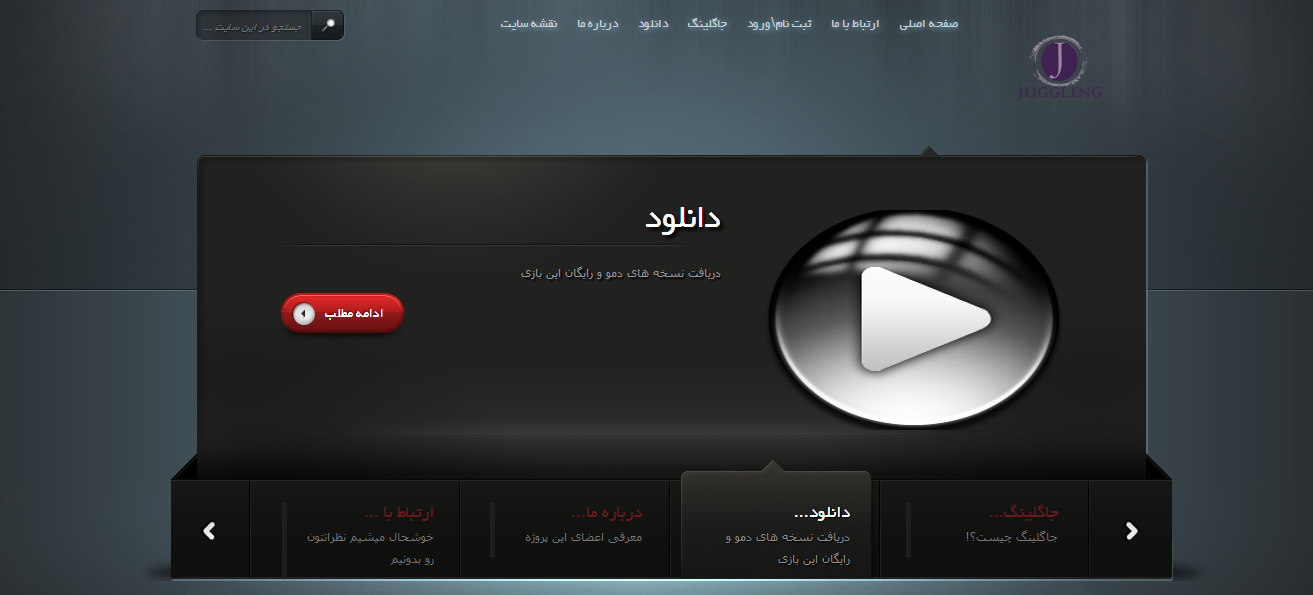 صفحه اصلی
ارتباط با ما
ثبت نام\ورود
جاگلینگ
دانلود
درباره ما
نقشه سایت
جستجو در این سایت ...
J
JUGGLING
دانلود
دریافت نسخه های دمو و رایگان این بازی
ادامه مطلب
جاگلینگ...
جاگلینگ چیست؟!
دانلود...
دریافت نسخه های دمو و
رایگان این بازی
درباره ما...
معرفی اعضای این پروژه
ارتباط با ...
خوشحال میشیم نظراتتون
رو بدونیم